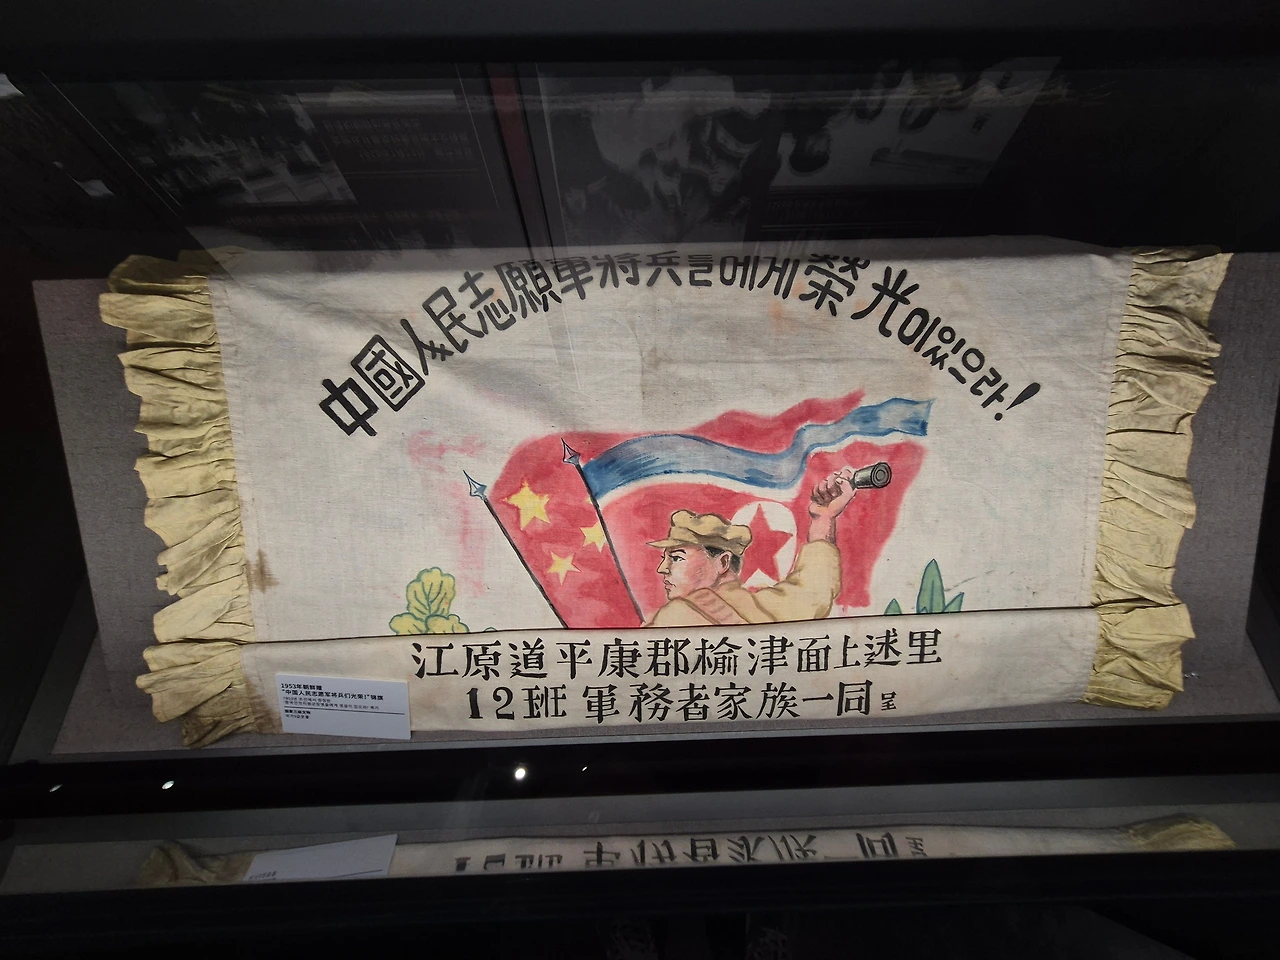 中國人民志願軍將兵들에게 榮光이있으라!
江原道平康郡榆津面上述里
12班 軍務者家族一同 呈
1953年朝鲜赠
"中国人民志愿军将兵们光荣!"锦旗